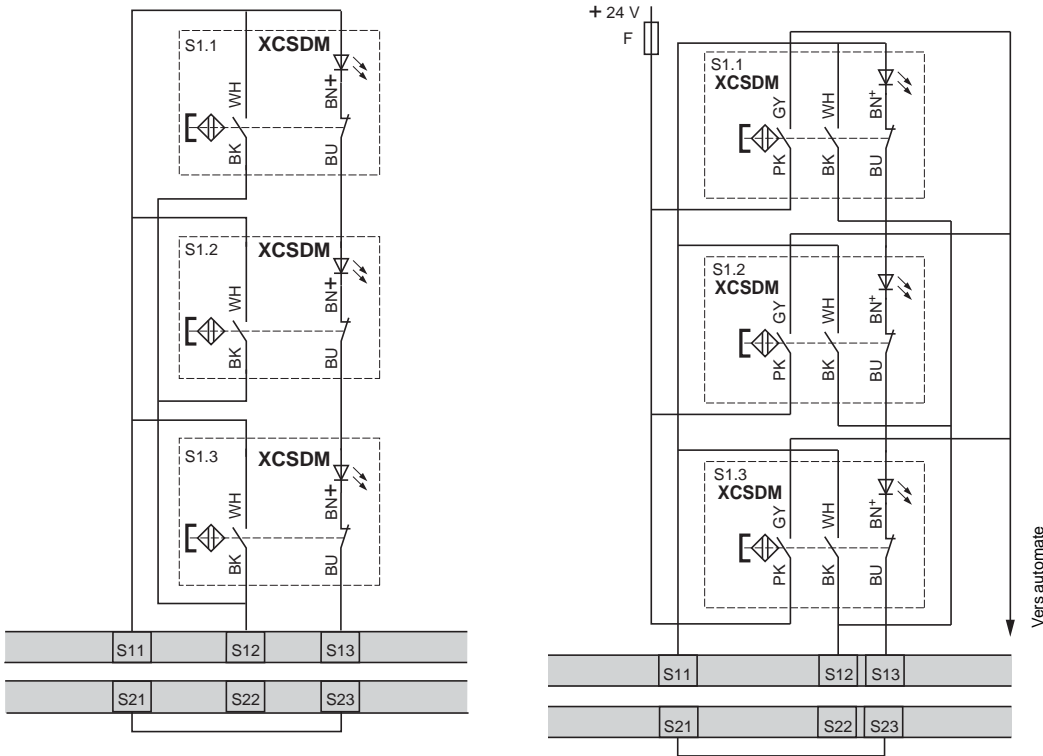 S1.1 XCSDM
WH
BN+
BK
BU
S1.2 XCSDM
WH
BN+
BK
BU
S1.3 XCSDM
WH
BN+
BK
BU
S11 S12 S13
S21 S22 S23
+ 24 V
F
S1.1
XCSDM
GY
WH
BN+
PK
BK
BU
S1.2
XCSDM
GY
WH
BN+
PK
BK
BU
S1.3
XCSDM
GY
WH
BN+
PK
BK
BU
Vers automate
S11 S12 S13
S21 S22 S23